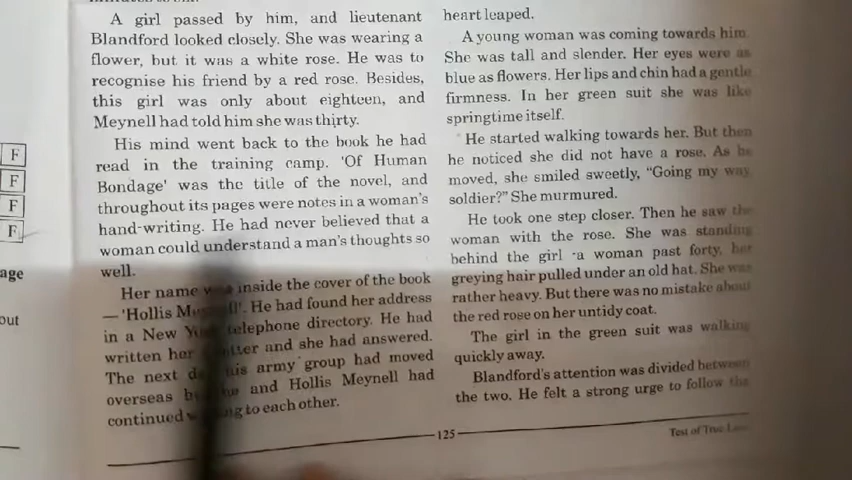 A girl passed by him, and lieutenant
Blandford looked closely. She was wearing a
flower, but it was a white rose. He was to
recognise his friend by a red rose. Besides,
this girl was only about eighteen, and
Meynell had told him she was thirty.
His mind went back to the book he had
read in the training camp. 'Of Human
Bondage' was the title of the novel, and
throughout its pages were notes in a woman's
hand-writing. He had never believed that a
woman could understand a man's thoughts so
well.
Her name inside the cover of the book
— 'Hollis . He had found her address
in a New telephone directory. He had
written her and she had answered.
The next his army group had moved
overseas and Hollis Meynell had
continued to each other.
heart leaped.
A young woman was coming towards him
She was tall and slender. Her eyes were as
blue as flowers. Her lips and chin had a gentle
firmness. In her green suit she was like
springtime itself.
He started walking towards her. But then
he noticed she did not have a rose. As he
moved, she smiled sweetly, "Going my way
soldier?" She murmured.
He took one step closer. Then he saw the
woman with the rose. She was standing
behind the girl -a woman past forty, her
greying hair pulled under an old hat. She was
rather heavy. But there was no mistake about
the red rose on her untidy coat.
The girl in the green suit was walking
quickly away.
Blandford's attention was divided between
the two. He felt a strong urge to follow the
125
Test of True
F
F
F
F
age
out